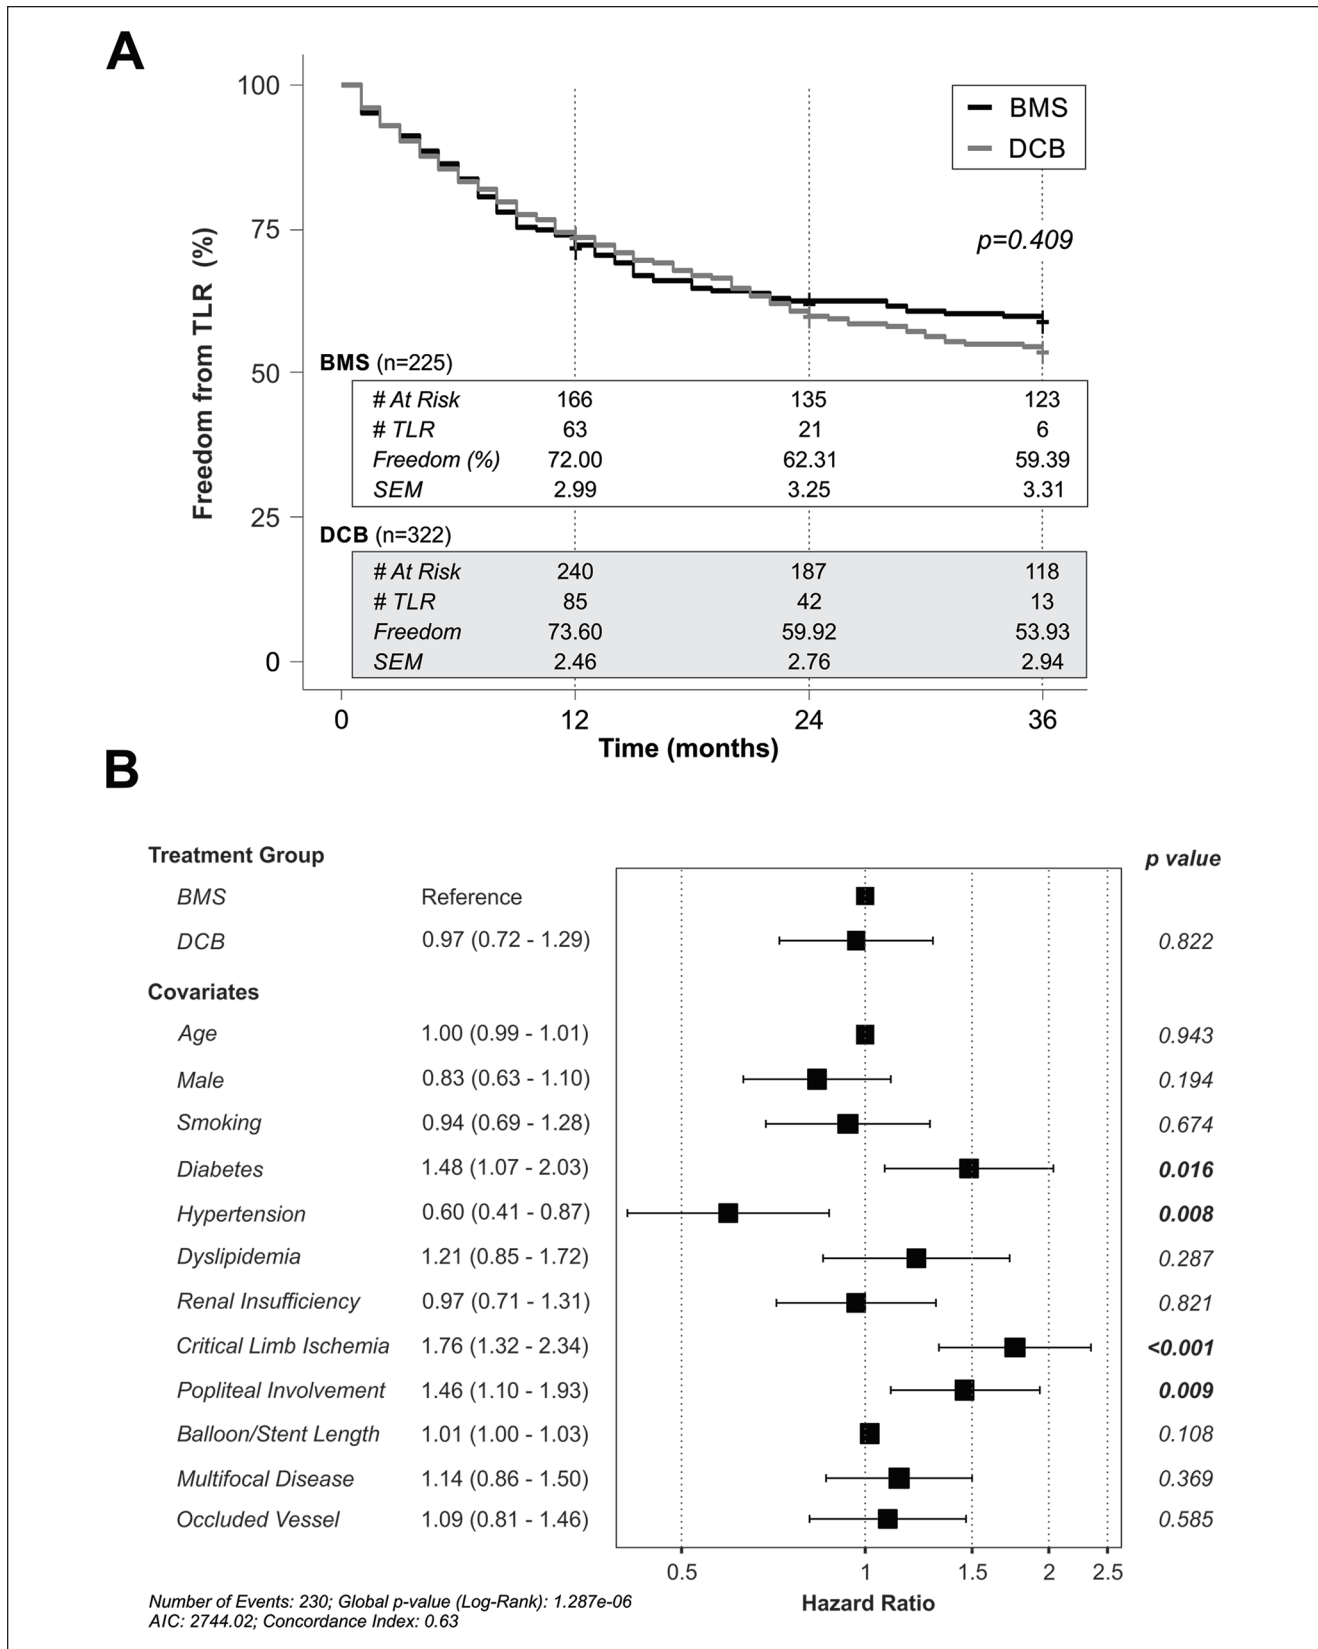 A
100
75
50
25
0
Freedom from TLR (%)
BMS
DCB
p=0.409
BMS (n=225)
# At Risk 166 135 123
# TLR 63 21 6
Freedom (%) 72.00 62.31 59.39
SEM 2.99 3.25 3.31
DCB (n=322)
# At Risk 240 187 118
# TLR 85 42 13
Freedom 73.60 59.92 53.93
SEM 2.46 2.76 2.94
0 12 24 36
Time (months)
B
Treatment Group p value
BMS Reference
DCB 0.97 (0.72 - 1.29) 0.822
Covariates
Age 1.00 (0.99 - 1.01) 0.943
Male 0.83 (0.63 - 1.10) 0.194
Smoking 0.94 (0.69 - 1.28) 0.674
Diabetes 1.48 (1.07 - 2.03) 0.016
Hypertension 0.60 (0.41 - 0.87) 0.008
Dyslipidemia 1.21 (0.85 - 1.72) 0.287
Renal Insufficiency 0.97 (0.71 - 1.31) 0.821
Critical Limb Ischemia 1.76 (1.32 - 2.34) <0.001
Popliteal Involvement 1.46 (1.10 - 1.93) 0.009
Balloon/Stent Length 1.01 (1.00 - 1.03) 0.108
Multifocal Disease 1.14 (0.86 - 1.50) 0.369
Occluded Vessel 1.09 (0.81 - 1.46) 0.585
0.5 1 1.5 2 2.5
Hazard Ratio
Number of Events: 230; Global p-value (Log-Rank): 1.287e-06
AIC: 2744.02; Concordance Index: 0.63